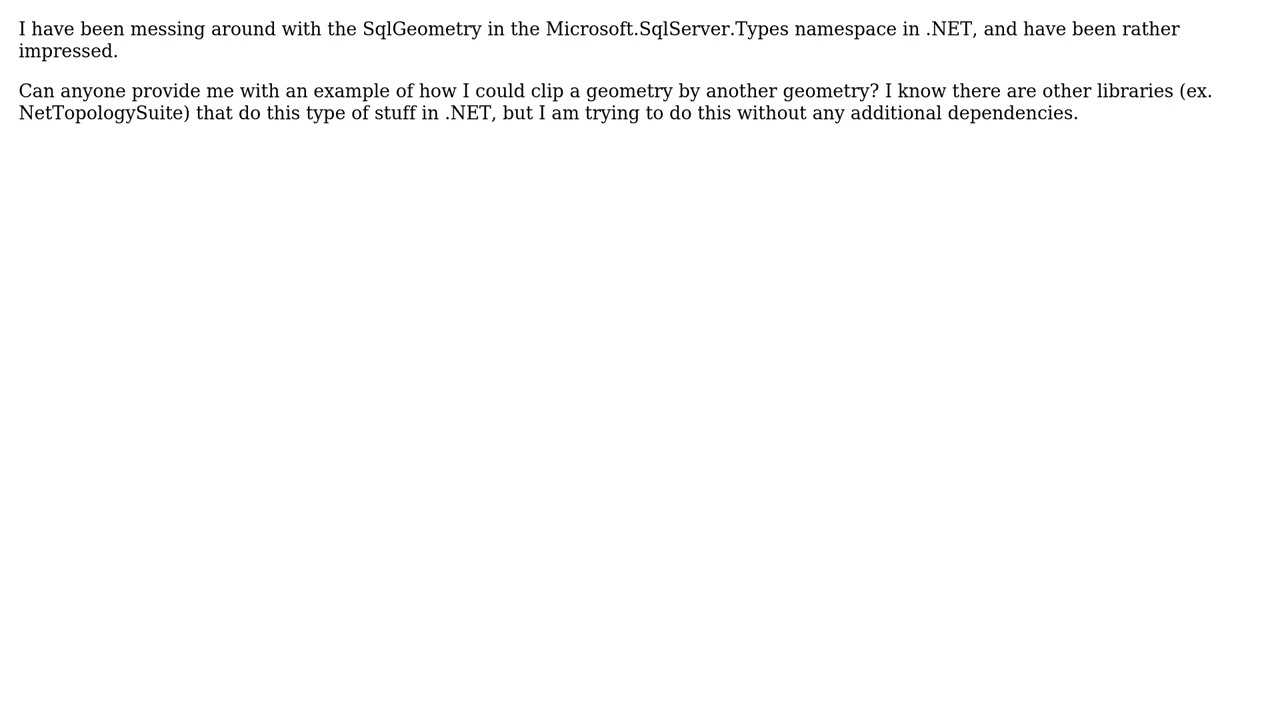 I have been messing around with the SqlGeometry in the Microsoft.SqlServer.Types namespace in .NET, and have been rather
impressed.
Can anyone provide me with an example of how I could clip a geometry by another geometry? I know there are other libraries (ex.
NetTopologySuite) that do this type of stuff in .NET, but I am trying to do this without any additional dependencies.